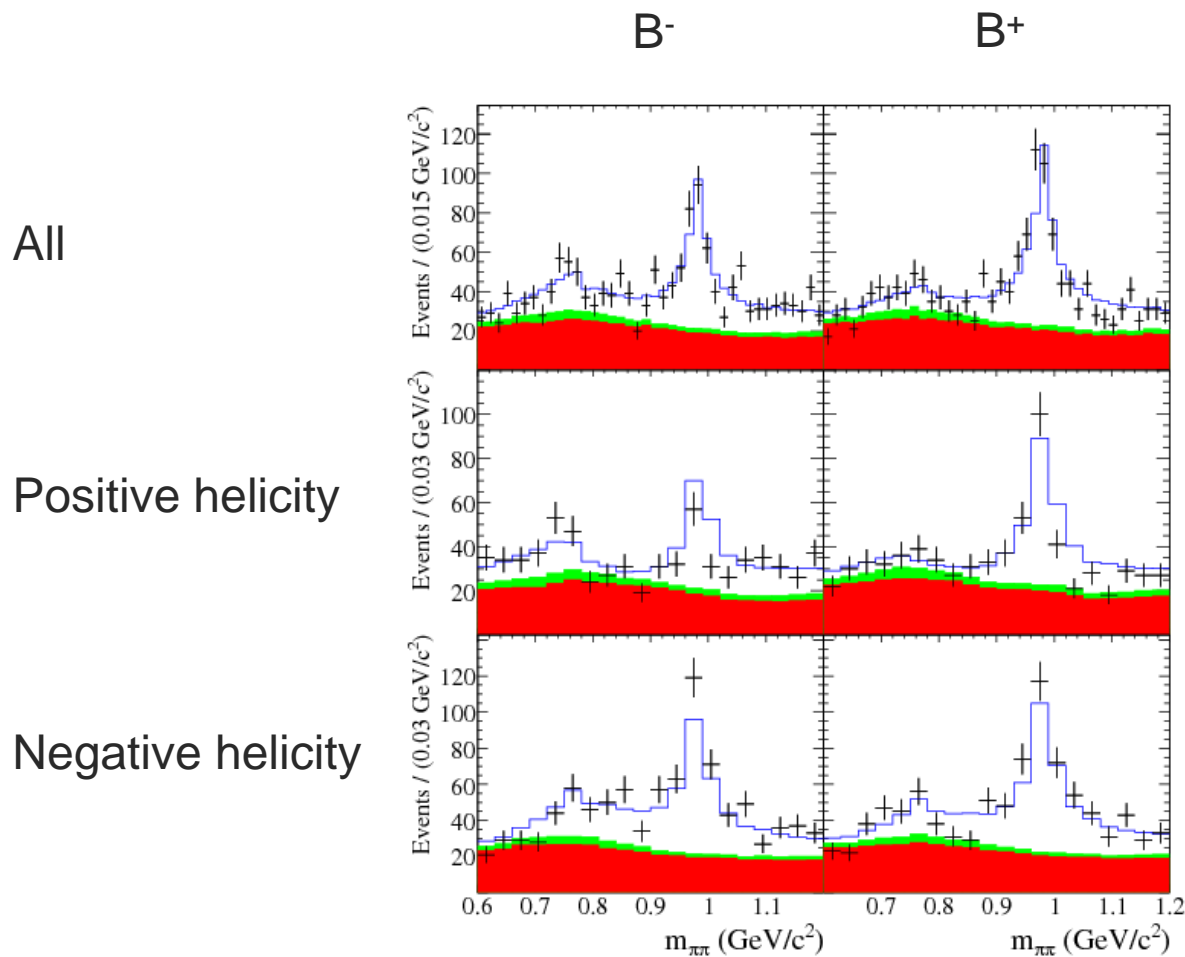 B⁻ B⁺
All
Events / (0.015 GeV/c²)
120
100
80
60
40
20
Positive helicity
Events / (0.03 GeV/c²)
100
80
60
40
20
Negative helicity
Events / (0.03 GeV/c²)
120
100
80
60
40
20
0.6 0.7 0.8 0.9 1 1.1 0.7 0.8 0.9 1 1.1 1.2
mππ (GeV/c²) mππ (GeV/c²)